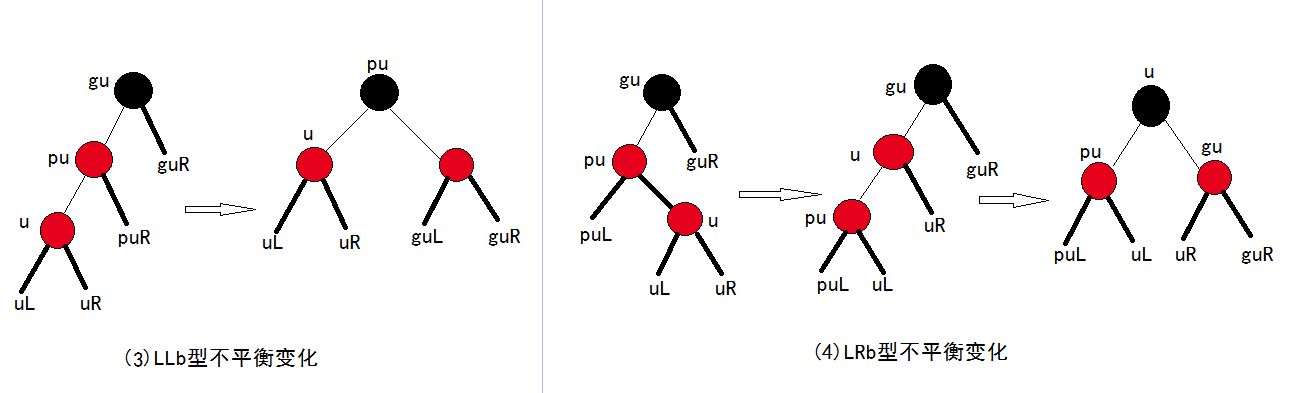 gu
pu
guR
u
puR
uL
uR
pu
u
uL
uR
guL
guR
(3)LLb型不平衡变化
gu
pu
guR
puL
u
uL
uR
gu
u
guR
pu
uR
puL
uL
u
pu
gu
puL
uL
uR
guR
(4)LRb型不平衡变化